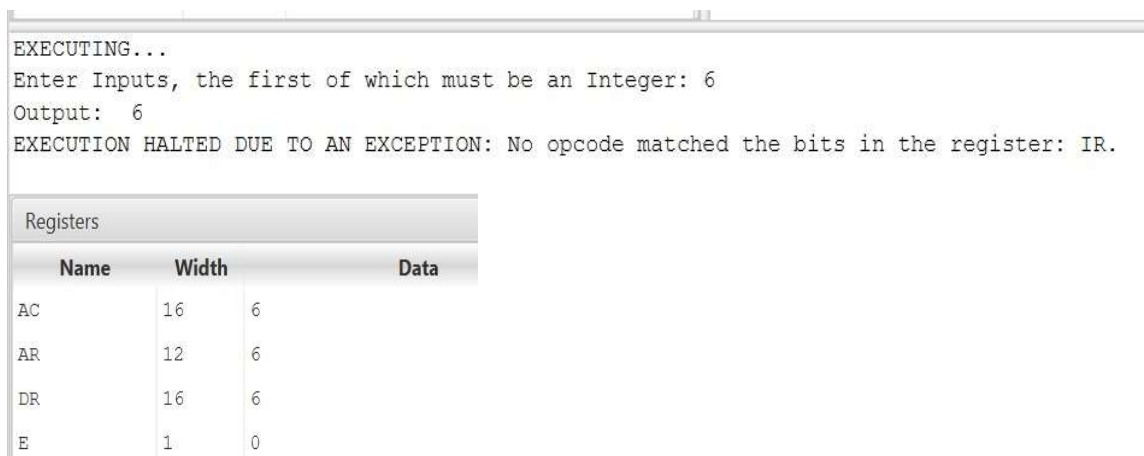 EXECUTING...
Enter Inputs, the first of which must be an Integer: 6
Output:  6
EXECUTION HALTED DUE TO AN EXCEPTION: No opcode matched the bits in the register: IR.
Registers
Name Width Data
AC 16 6
AR 12 6
DR 16 6
E 1 0